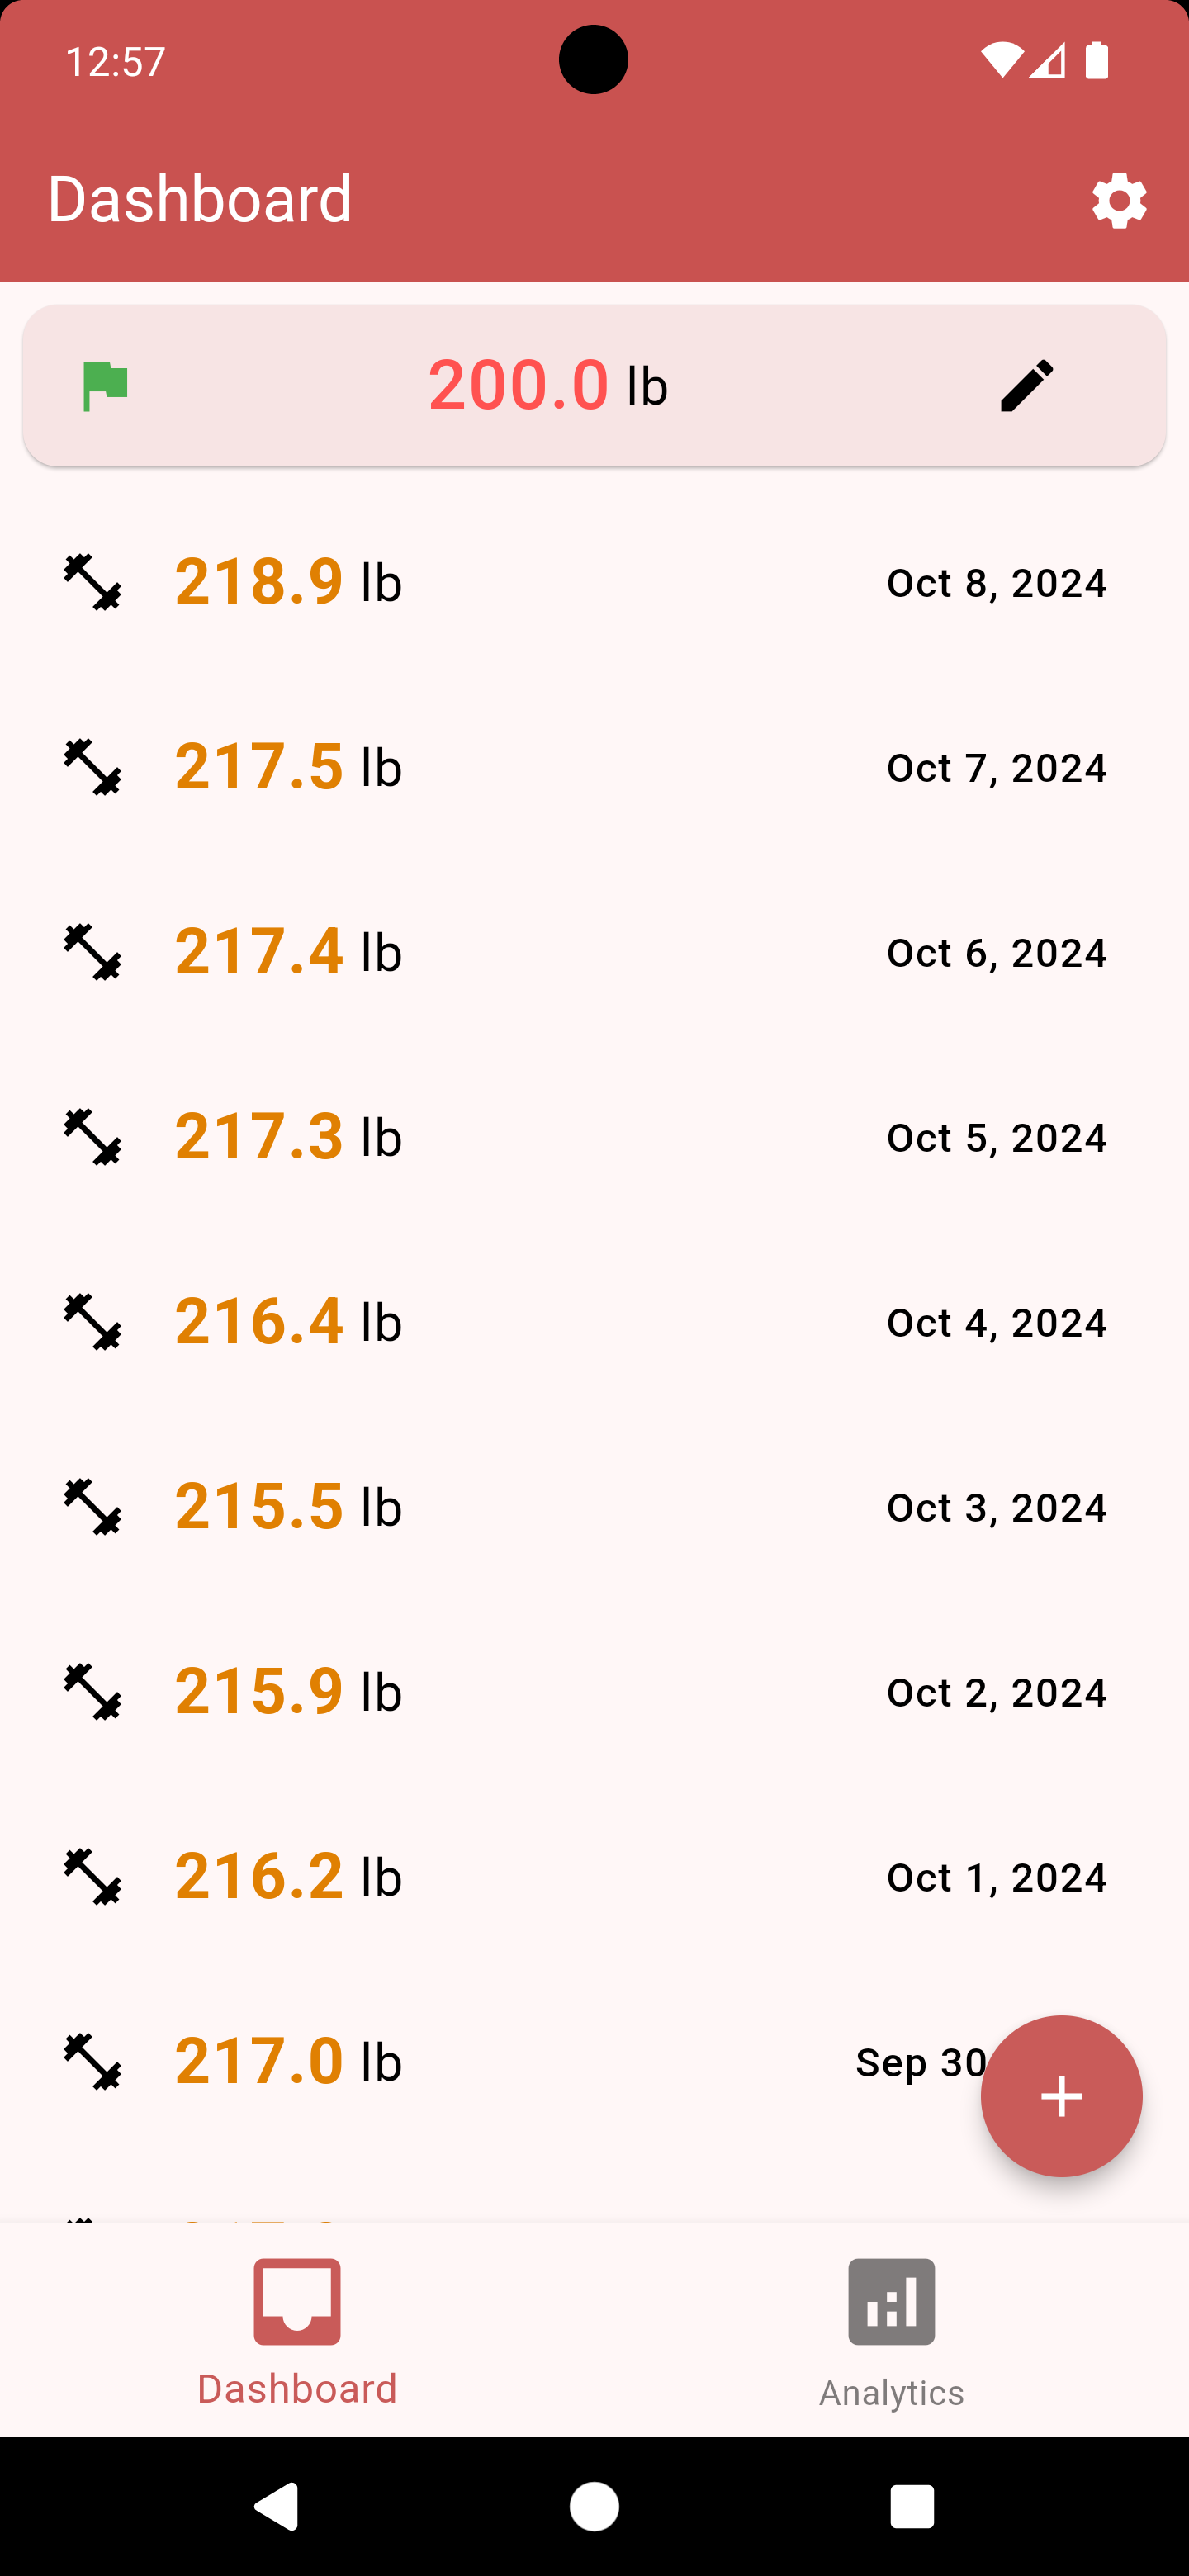 12:57
Dashboard
200.0 lb
218.9 lb Oct 8, 2024
217.5 lb Oct 7, 2024
217.4 lb Oct 6, 2024
217.3 lb Oct 5, 2024
216.4 lb Oct 4, 2024
215.5 lb Oct 3, 2024
215.9 lb Oct 2, 2024
216.2 lb Oct 1, 2024
217.0 lb Sep 30
Dashboard
Analytics